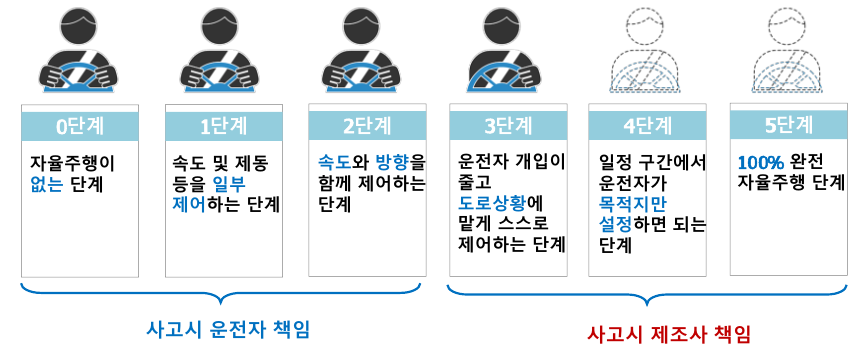 0단계
자율주행이
없는 단계
1단계
속도 및 제동
등을 일부
제어하는 단계
2단계
속도와 방향을
함께 제어하는
단계
3단계
운전자 개입이
줄고
도로상황에
맡게 스스로
제어하는 단계
4단계
일정 구간에서
운전자가
목적지만
설정하면 되는
단계
5단계
100% 완전
자율주행 단계
사고시 운전자 책임
사고시 제조사 책임